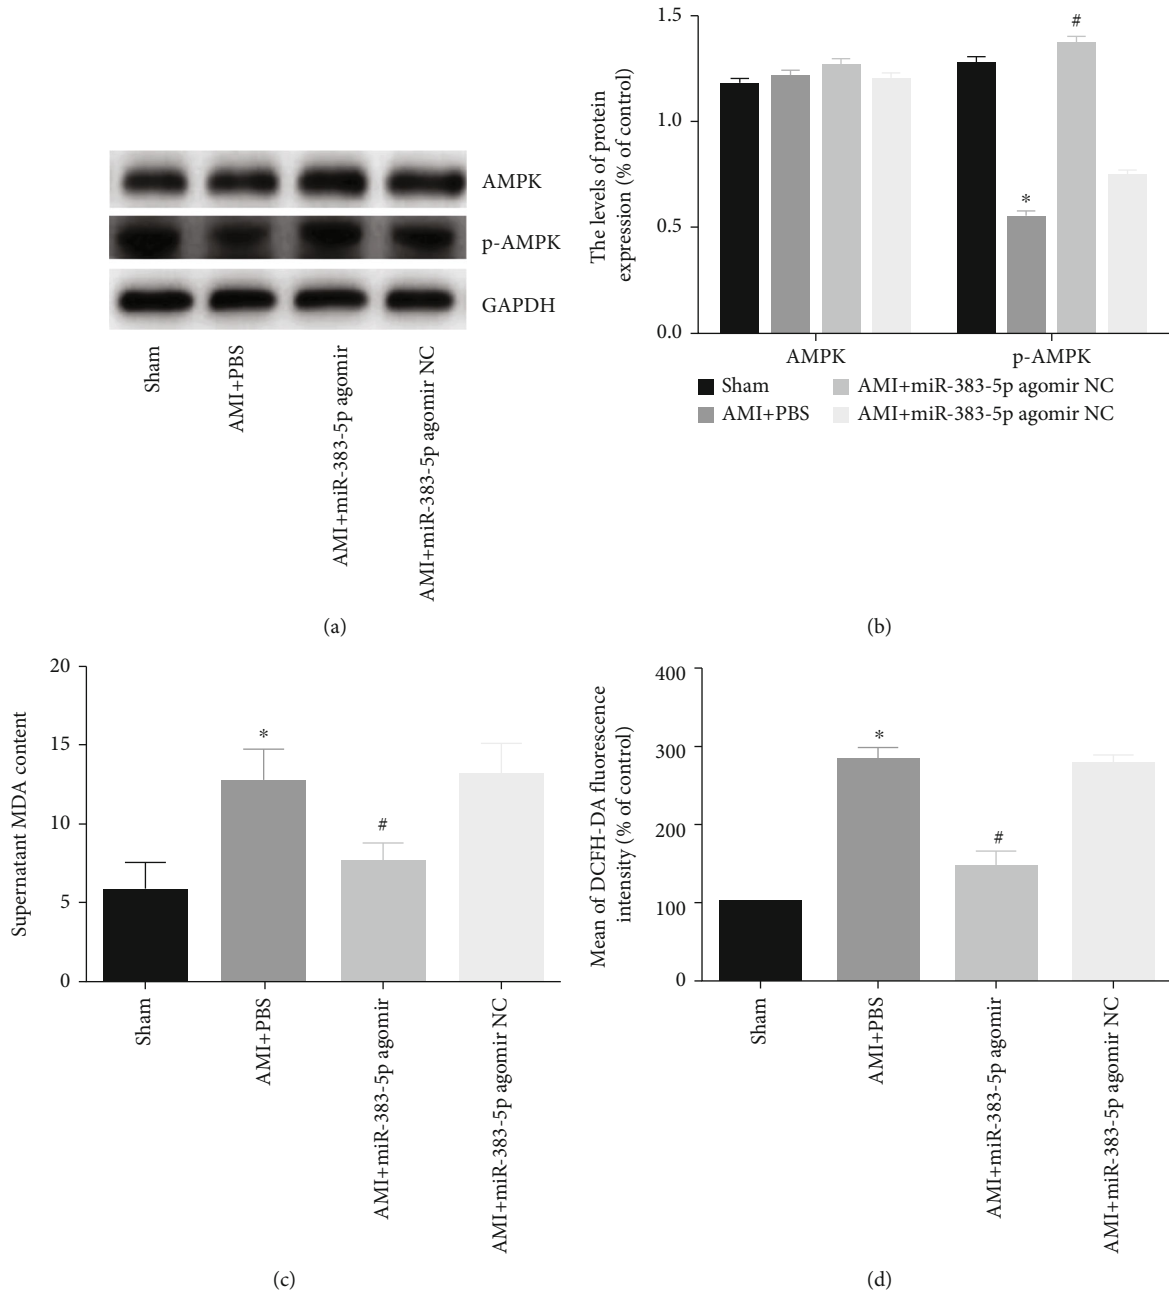 AMPK
p-AMPK
GAPDH
Sham
AMI+PBS
AMI+miR-383-5p agomir
AMI+miR-383-5p agomir NC
(a)
The levels of protein
expression (% of control)
1.5
1.0
0.5
0.0
*
#
AMPK
p-AMPK
Sham
AMI+miR-383-5p agomir NC
AMI+PBS
AMI+miR-383-5p agomir NC
(b)
Supernatant MDA content
20
15
10
5
0
*
#
Sham
AMI+PBS
AMI+miR-383-5p agomir
AMI+miR-383-5p agomir NC
(c)
Mean of DCFH-DA fluorescence
intensity (% of control)
400
300
200
100
0
*
#
Sham
AMI+PBS
AMI+miR-383-5p agomir
AMI+miR-383-5p agomir NC
(d)